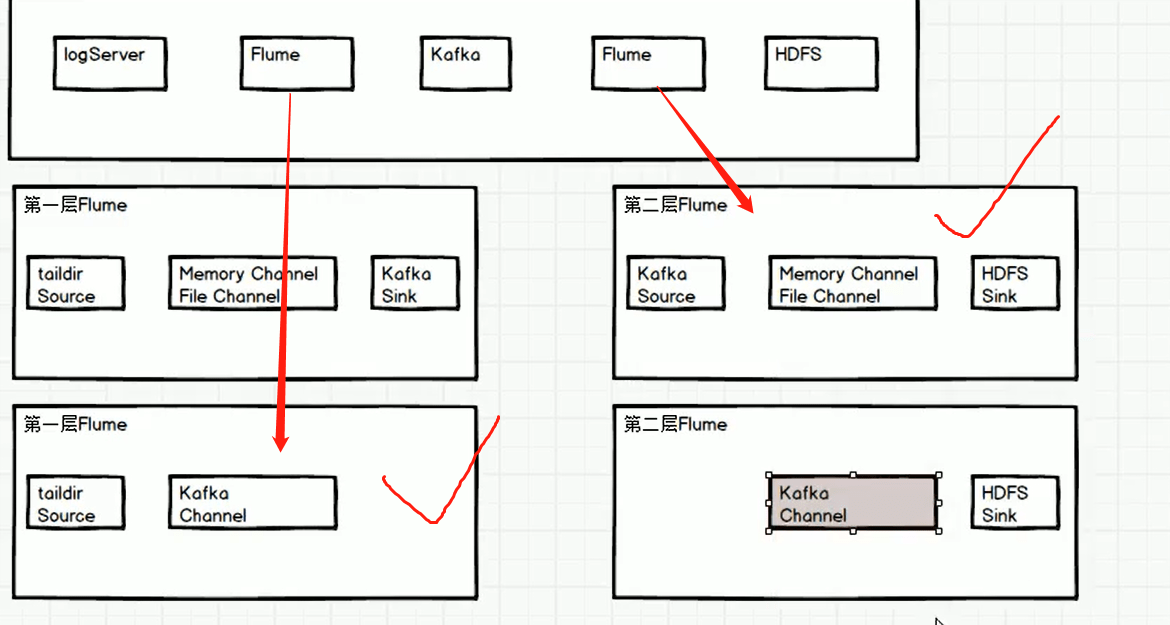 logServer
Flume
Kafka
Flume
HDFS
第一层Flume
taildir
Source
Memory Channel
File Channel
Kafka
Sink
第二层Flume
Kafka
Source
Memory Channel
File Channel
HDFS
Sink
第一层Flume
taildir
Source
Kafka
Channel
第二层Flume
Kafka
Channel
HDFS
Sink